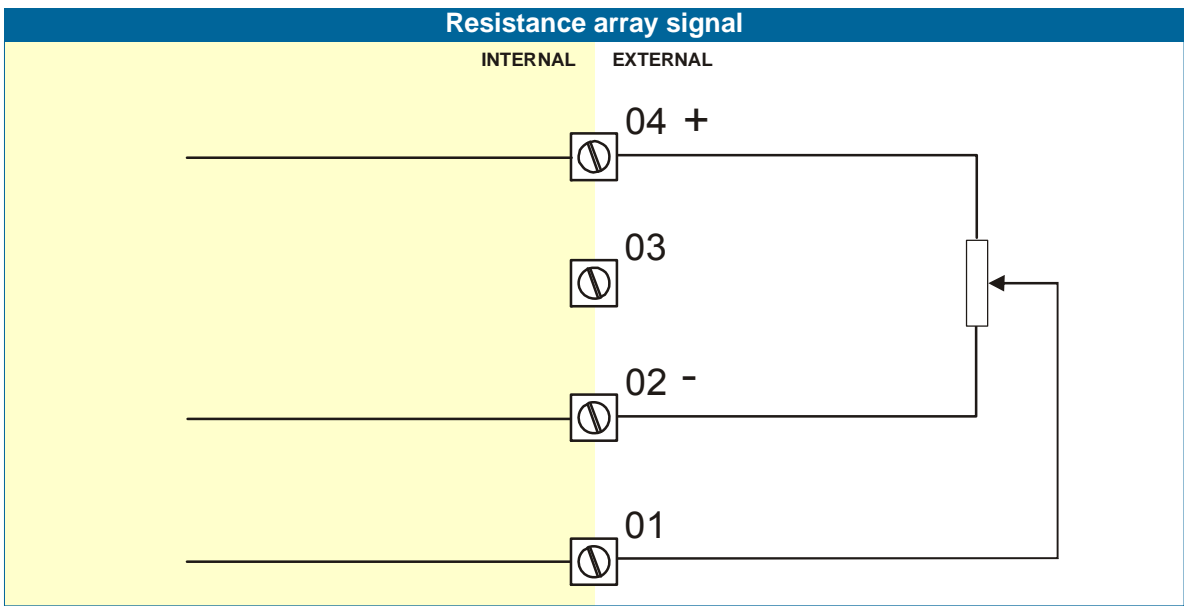 Resistance array signal
INTERNAL EXTERNAL
04 +
03
02 -
01